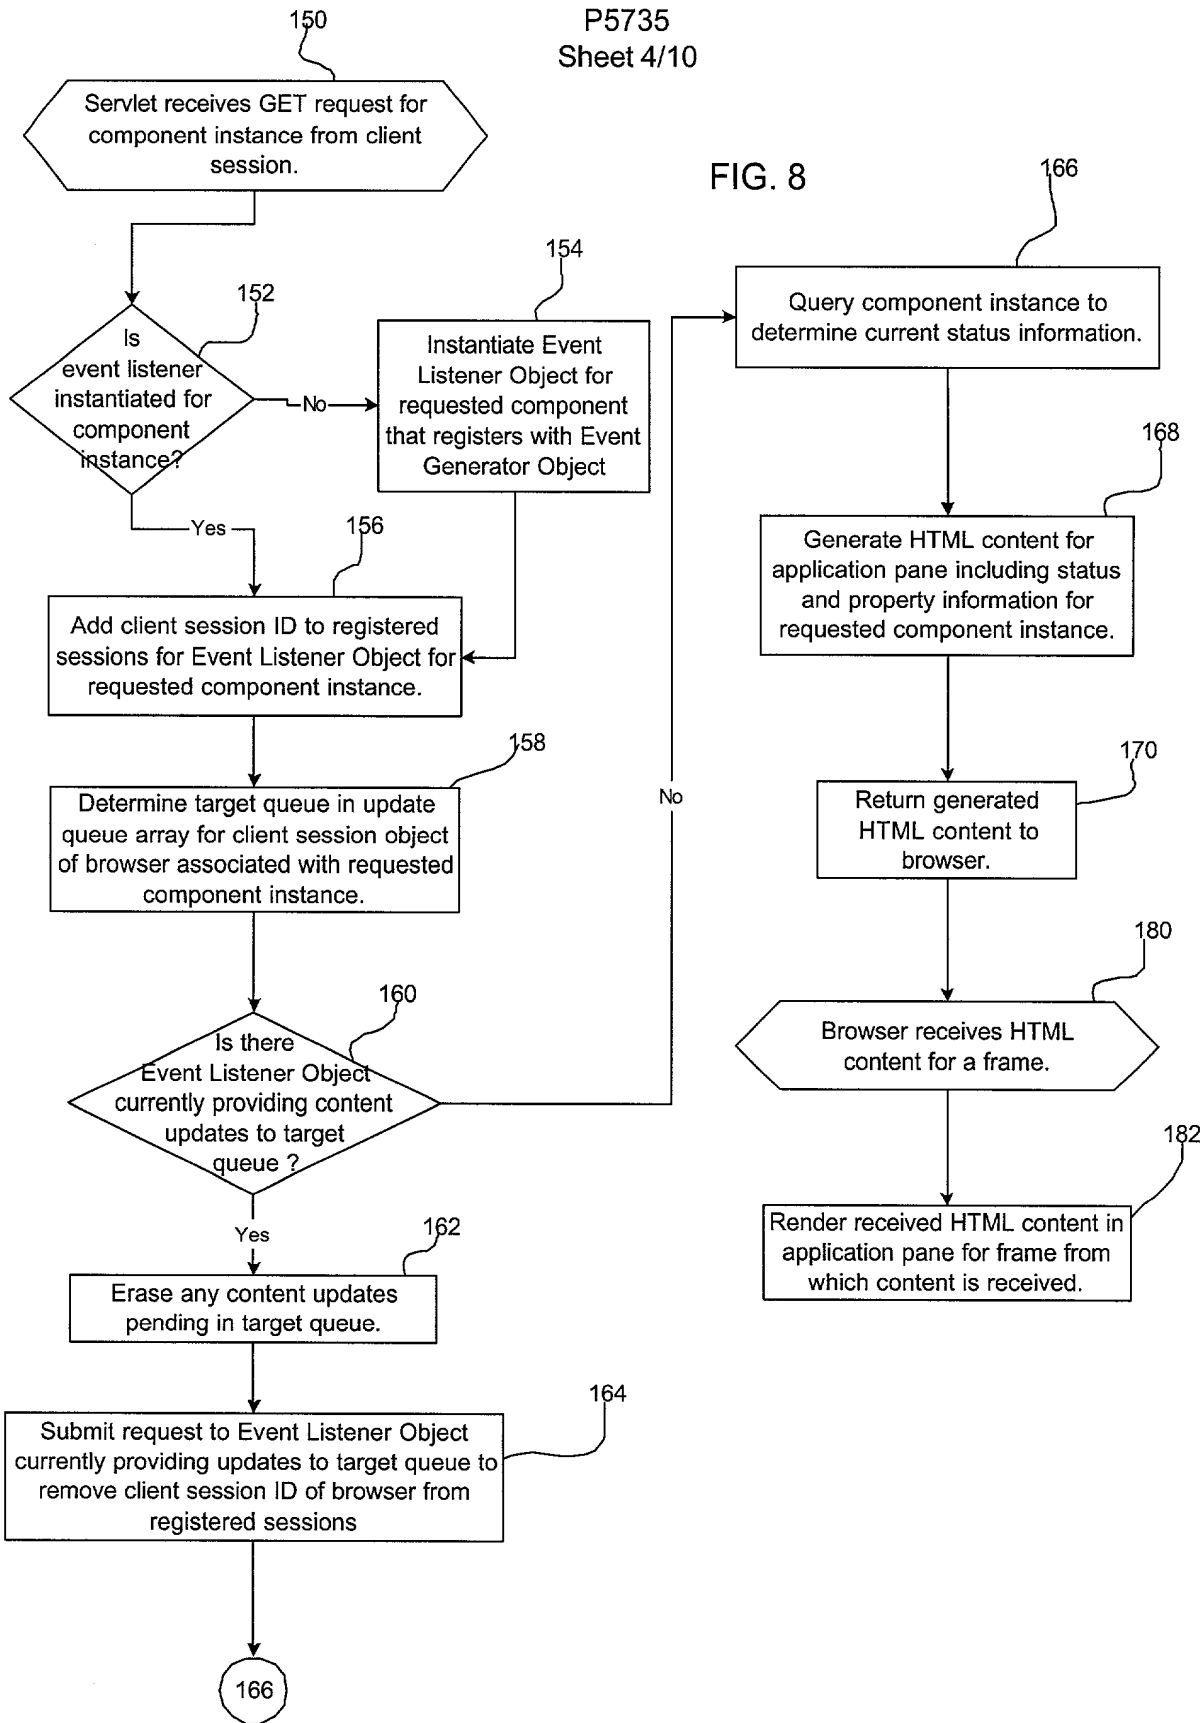 P5735
Sheet 4/10
150
Servlet receives GET request for
component instance from client
session.
152
Is
event listener
instantiated for
component
instance?
No
154
Instantiate Event
Listener Object for
requested component
that registers with Event
Generator Object
Yes
156
Add client session ID to registered
sessions for Event Listener Object for
requested component instance.
158
Determine target queue in update
queue array for client session object
of browser associated with requested
component instance.
160
Is there
Event Listener Object
currently providing content
updates to target
queue ?
No
Yes
162
Erase any content updates
pending in target queue.
164
Submit request to Event Listener Object
currently providing updates to target queue to
remove client session ID of browser from
registered sessions
166
FIG. 8
166
Query component instance to
determine current status information.
168
Generate HTML content for
application pane including status
and property information for
requested component instance.
170
Return generated
HTML content to
browser.
180
Browser receives HTML
content for a frame.
182
Render received HTML content in
application pane for frame from
which content is received.